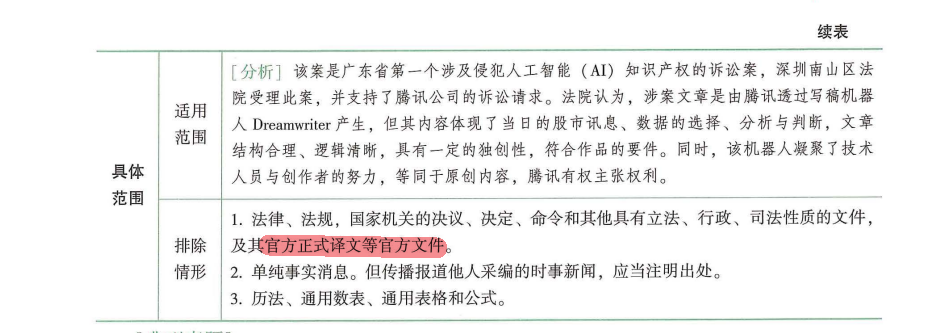 续表
[分析] 该案是广东省第一个涉及侵犯人工智能（AI）知识产权的诉讼案，深圳南山区法
院受理此案，并支持了腾讯公司的诉讼请求。法院认为，涉案文章是由腾讯透过写稿机器
人 Dreamwriter 产生，但其内容体现了当日的股市讯息、数据的选择、分析与判断，文章
结构合理、逻辑清晰，具有一定的独创性，符合作品的要件。同时，该机器人凝聚了技术
人员与创作者的努力，等同于原创内容，腾讯有权主张权利。
适用
范围
具体
范围
1. 法律、法规，国家机关的决议、决定、命令和其他具有立法、行政、司法性质的文件，
及其官方正式译文等官方文件。
2. 单纯事实消息。但传播报道他人采编的时事新闻，应当注明出处。
3. 历法、通用数表、通用表格和公式。
排除
情形